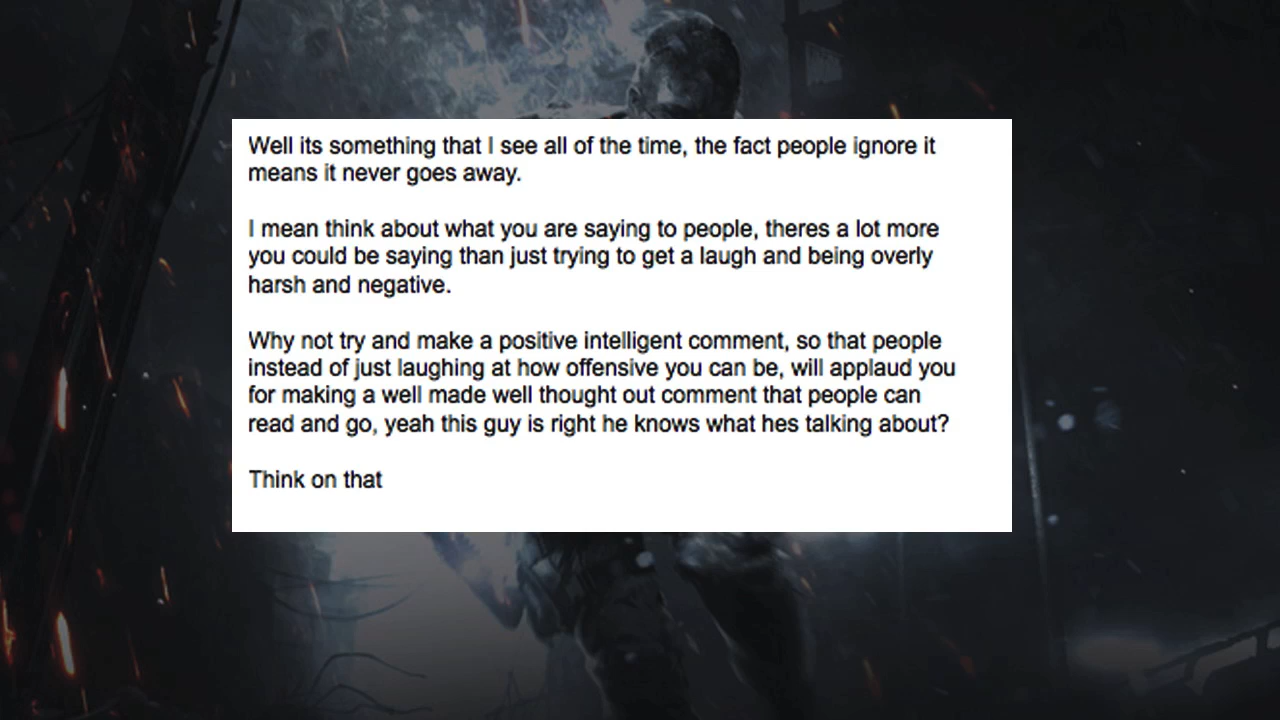 Well its something that I see all of the time, the fact people ignore it
means it never goes away.
I mean think about what you are saying to people, theres a lot more
you could be saying than just trying to get a laugh and being overly
harsh and negative.
Why not try and make a positive intelligent comment, so that people
instead of just laughing at how offensive you can be, will applaud you
for making a well made well thought out comment that people can
read and go, yeah this guy is right he knows what hes talking about?
Think on that